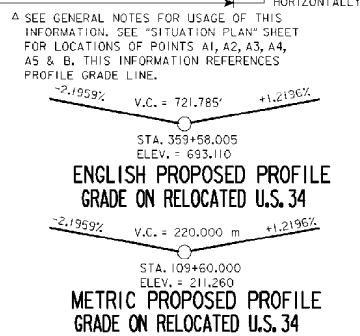 HORIZONTALLY
Δ SEE GENERAL NOTES FOR USAGE OF THIS
INFORMATION. SEE "SITUATION PLAN" SHEET
FOR LOCATIONS OF POINTS A1, A2, A3, A4,
A5 & B. THIS INFORMATION REFERENCES
PROFILE GRADE LINE.
-2.1959% V.C. = 721.785' +1.2196%
STA. 359+58.005
ELEV. = 693.110
ENGLISH PROPOSED PROFILE
GRADE ON RELOCATED U.S. 34
-2.1959% V.C. = 220.000 m +1.2196%
STA. 109+60.000
ELEV. = 211.260
METRIC PROPOSED PROFILE
GRADE ON RELOCATED U.S. 34